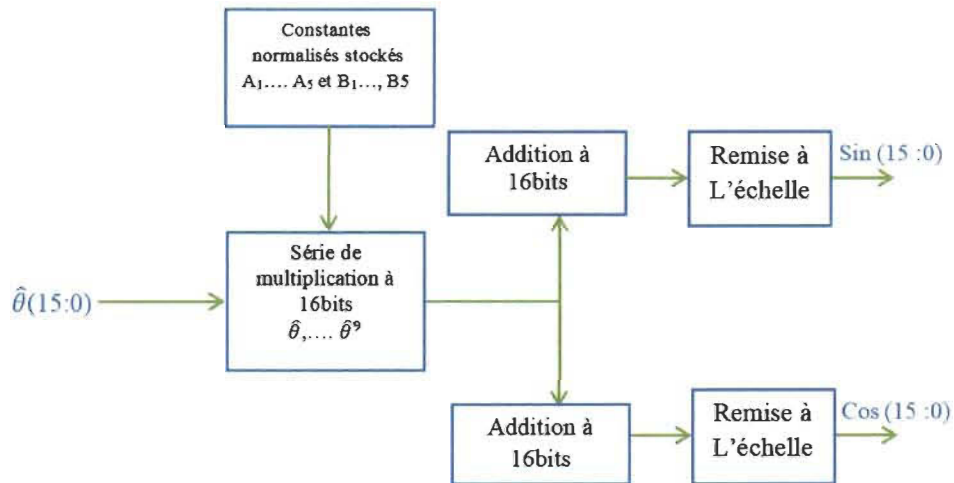 Constantes
normalisés stockés
A₁…. A₅ et B₁…, B5
Addition à
16bits
Remise à
L'échelle
Sin (15 :0)
Série de
multiplication à
16bits
θ̂,…. θ̂⁹
θ̂(15:0)
Addition à
16bits
Remise à
L'échelle
Cos (15 :0)